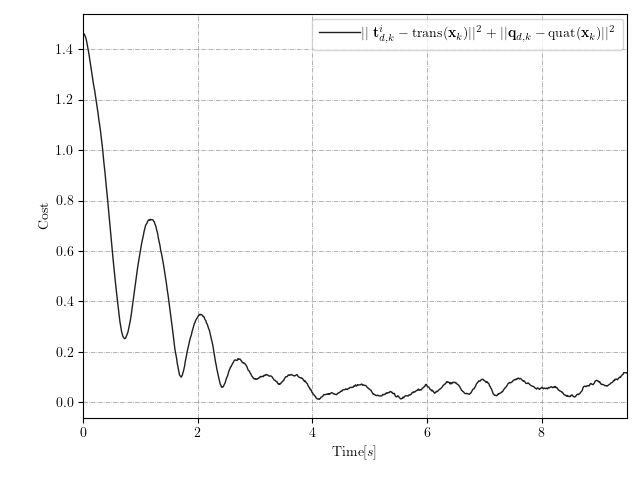 || t^i_{d,k} − trans(x_k)||² + ||q_{d,k} − quat(x_k)||²
1.4
1.2
1.0
0.8
0.6
0.4
0.2
0.0
Cost
0 2 4 6 8
Time[s]